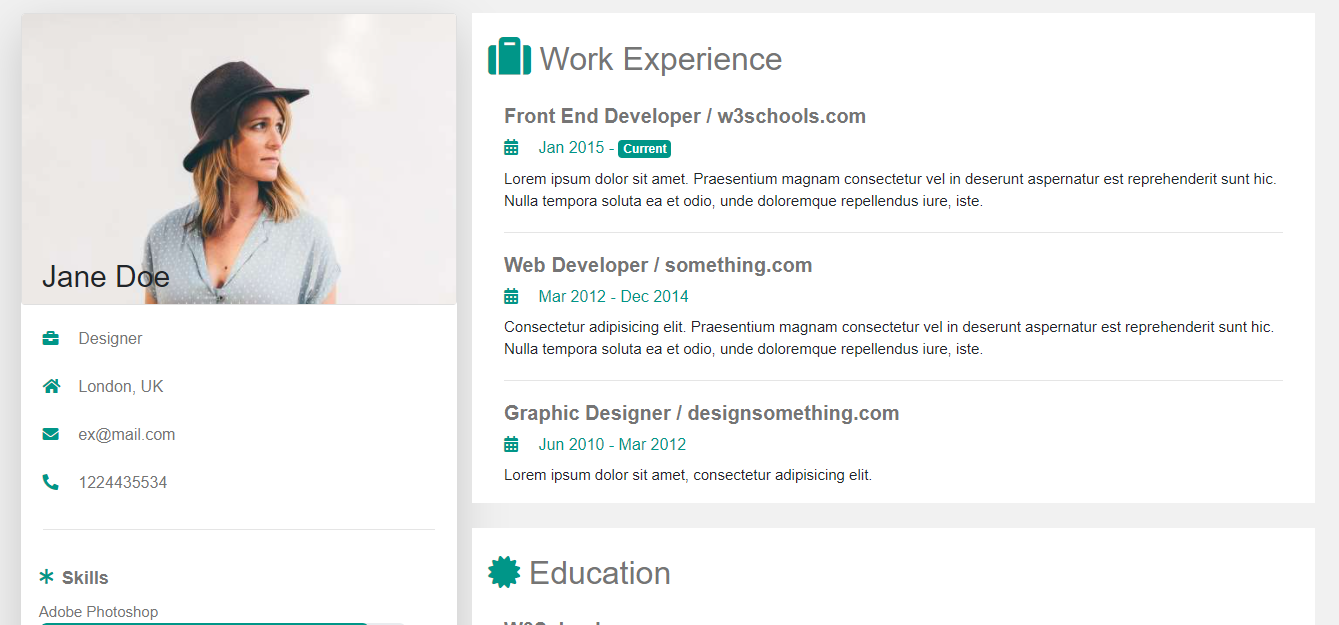 Jane Doe
Designer
London, UK
ex@mail.com
1224435534
Skills
Adobe Photoshop
Work Experience
Front End Developer / w3schools.com
Jan 2015 - Current
Lorem ipsum dolor sit amet. Praesentium magnam consectetur vel in deserunt aspernatur est reprehenderit sunt hic.
Nulla tempora soluta ea et odio, unde doloremque repellendus iure, iste.
Web Developer / something.com
Mar 2012 - Dec 2014
Consectetur adipisicing elit. Praesentium magnam consectetur vel in deserunt aspernatur est reprehenderit sunt hic.
Nulla tempora soluta ea et odio, unde doloremque repellendus iure, iste.
Graphic Designer / designsomething.com
Jun 2010 - Mar 2012
Lorem ipsum dolor sit amet, consectetur adipisicing elit.
Education